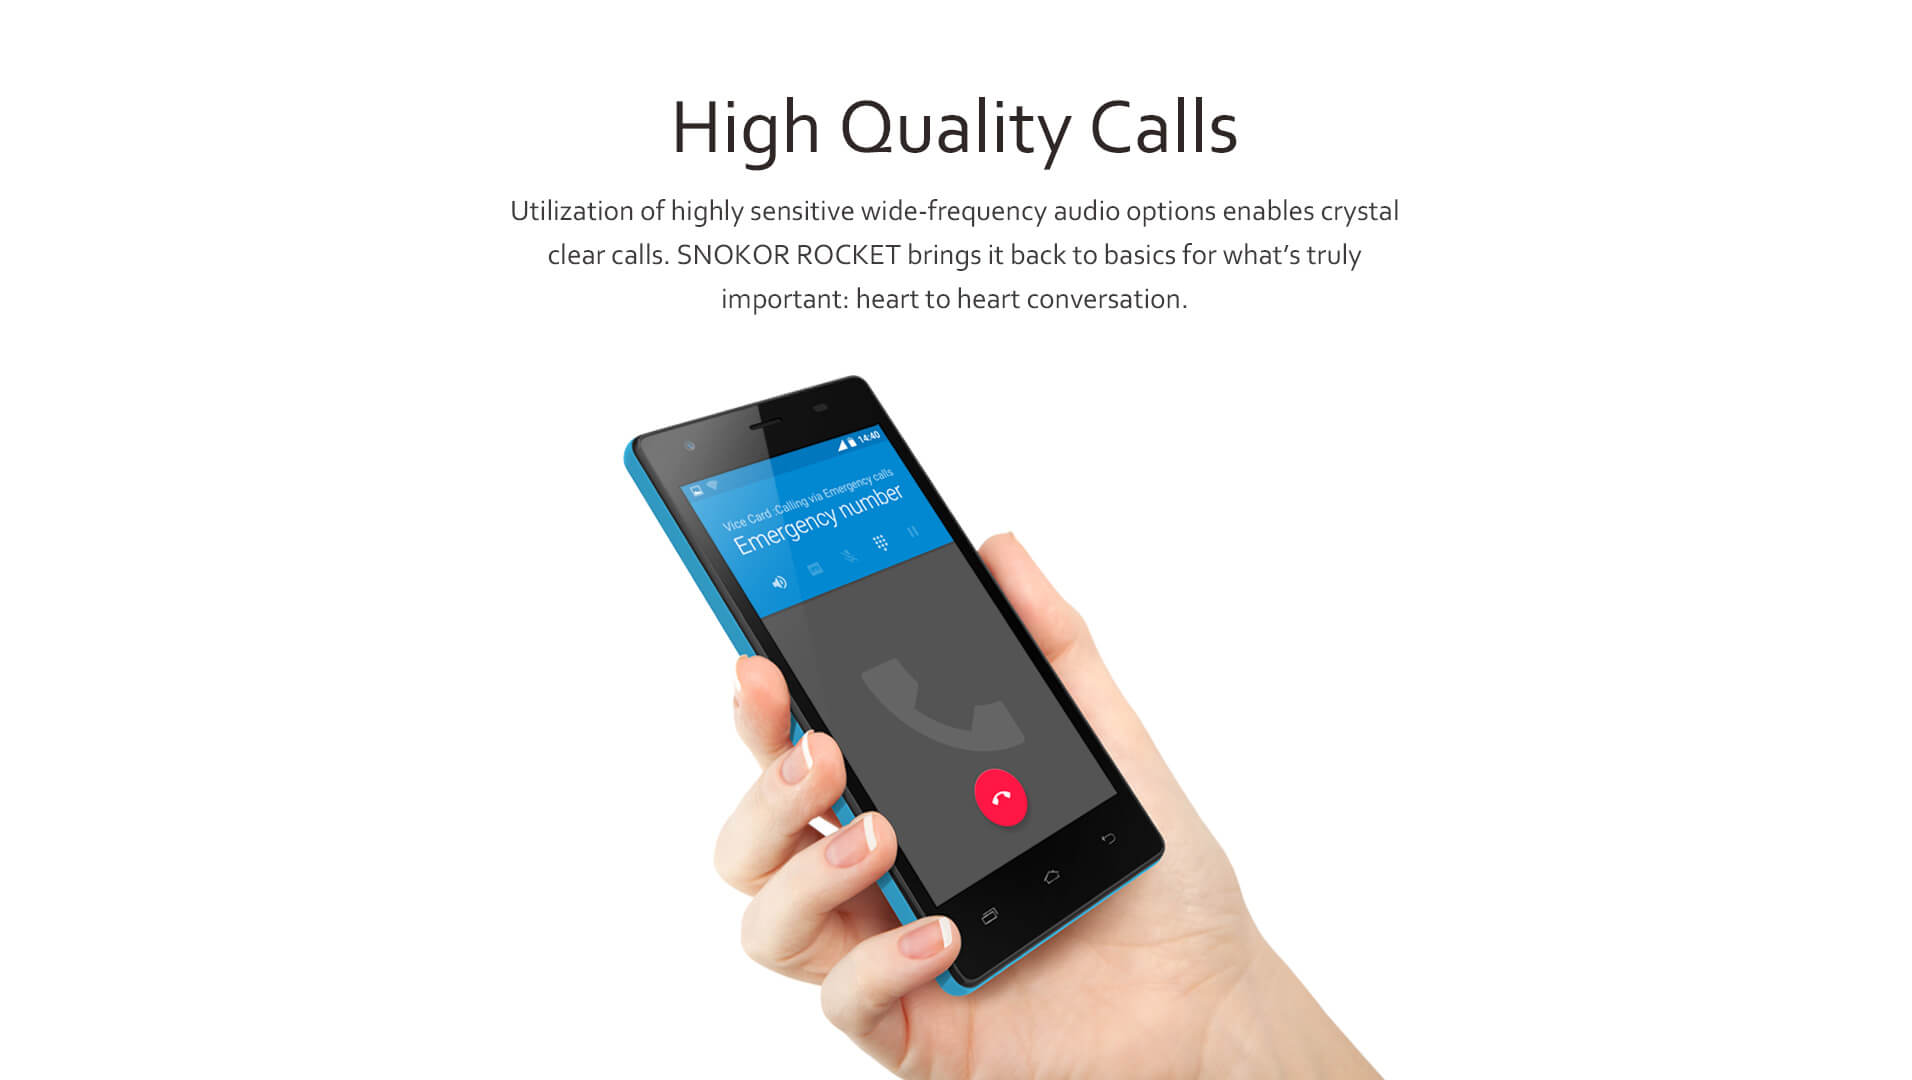 High Quality Calls
Utilization of highly sensitive wide-frequency audio options enables crystal
clear calls. SNOKOR ROCKET brings it back to basics for what’s truly
important: heart to heart conversation.
14:40
Vice Card :Calling via Emergency calls
Emergency number